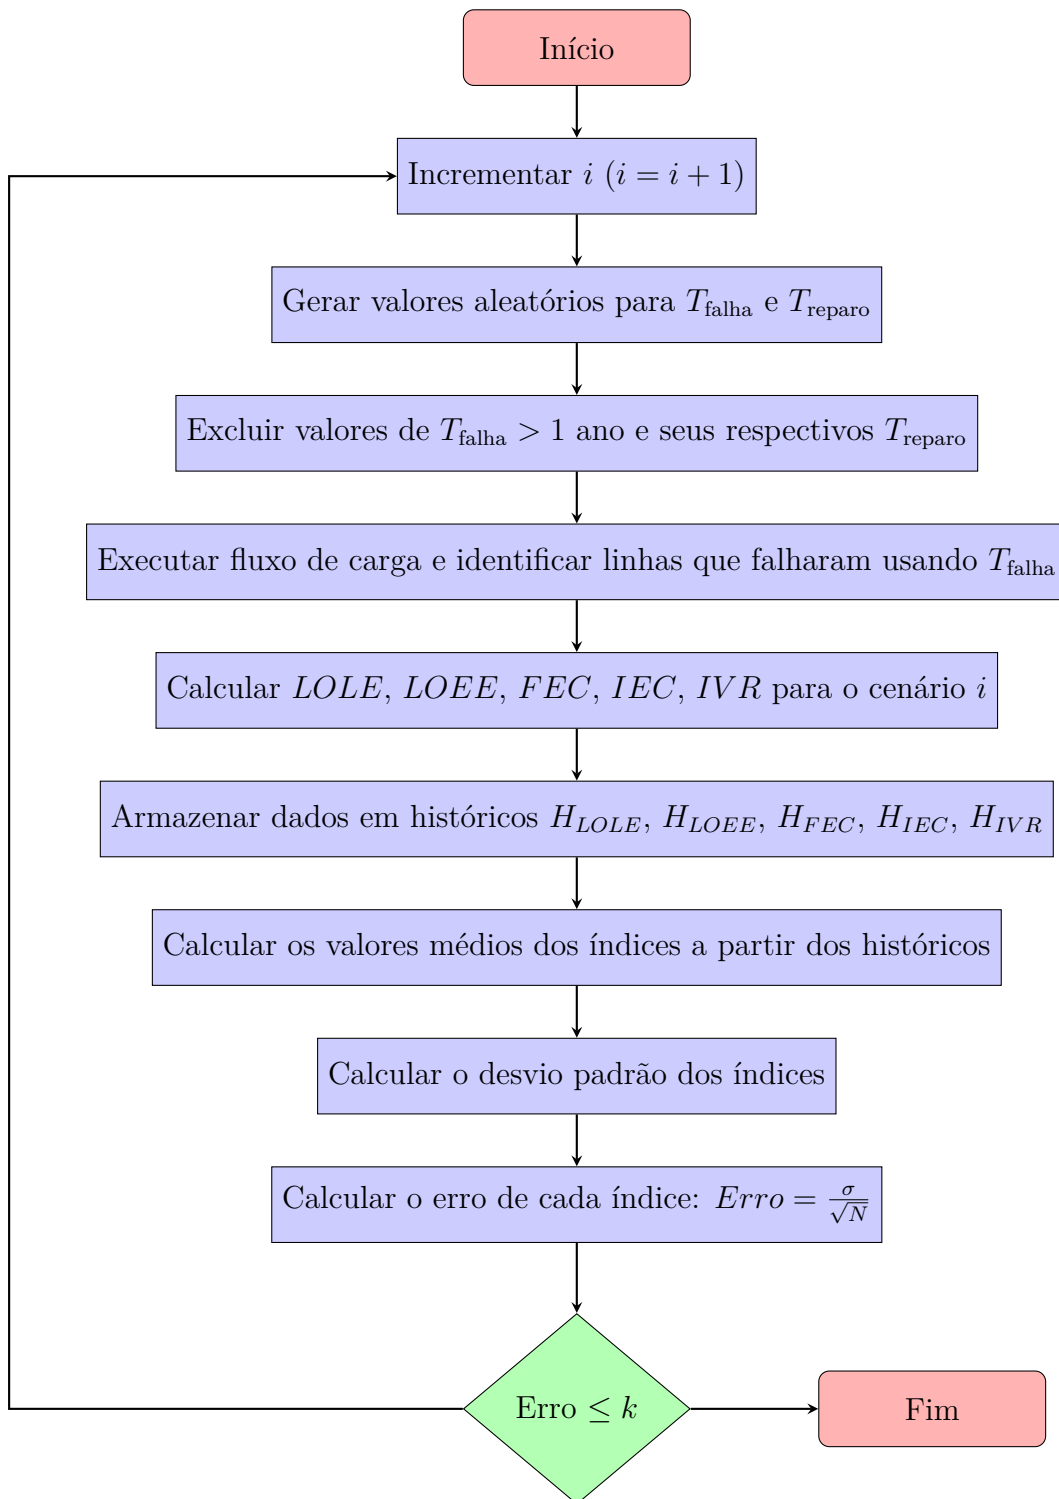 Início
Incrementar i (i = i + 1)
Gerar valores aleatórios para T_falha e T_reparo
Excluir valores de T_falha > 1 ano e seus respectivos T_reparo
Executar fluxo de carga e identificar linhas que falharam usando T_falha
Calcular LOLE, LOEE, FEC, IEC, IVR para o cenário i
Armazenar dados em históricos H_LOLE, H_LOEE, H_FEC, H_IEC, H_IVR
Calcular os valores médios dos índices a partir dos históricos
Calcular o desvio padrão dos índices
Calcular o erro de cada índice: Erro = σ/√N
Erro ≤ k
Fim